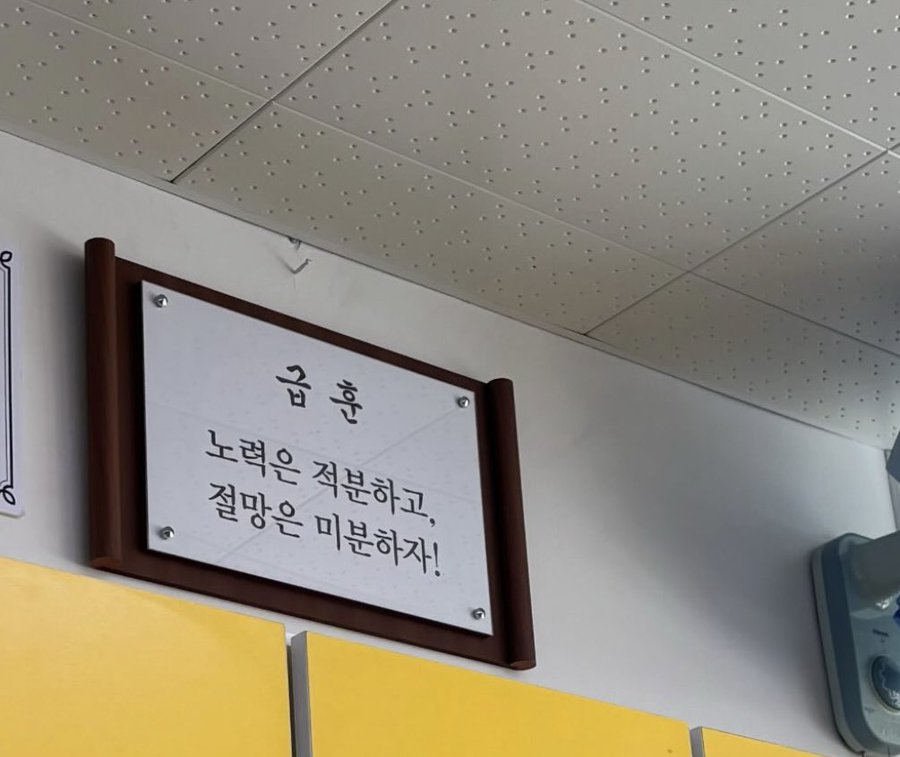 급 훈
노력은 적분하고,
절망은 미분하자!